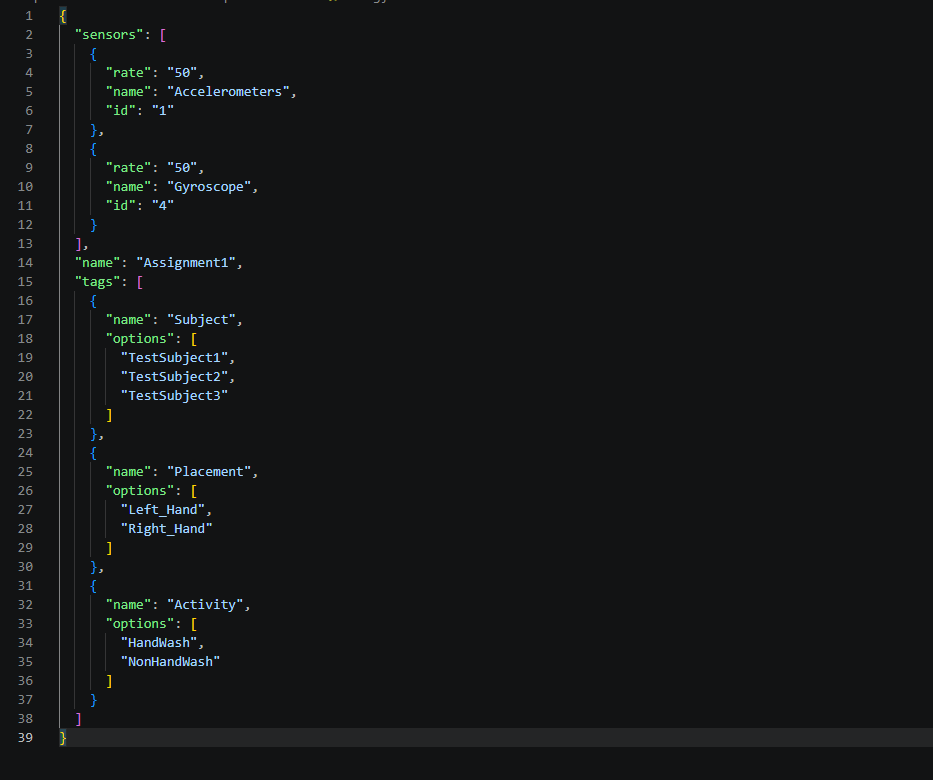 1 {
2   "sensors": [
3     {
4       "rate": "50",
5       "name": "Accelerometers",
6       "id": "1"
7     },
8     {
9       "rate": "50",
10       "name": "Gyroscope",
11       "id": "4"
12     }
13   ],
14   "name": "Assignment1",
15   "tags": [
16     {
17       "name": "Subject",
18       "options": [
19         "TestSubject1",
20         "TestSubject2",
21         "TestSubject3"
22       ]
23     },
24     {
25       "name": "Placement",
26       "options": [
27         "Left_Hand",
28         "Right_Hand"
29       ]
30     },
31     {
32       "name": "Activity",
33       "options": [
34         "HandWash",
35         "NonHandWash"
36       ]
37     }
38   ]
39 }